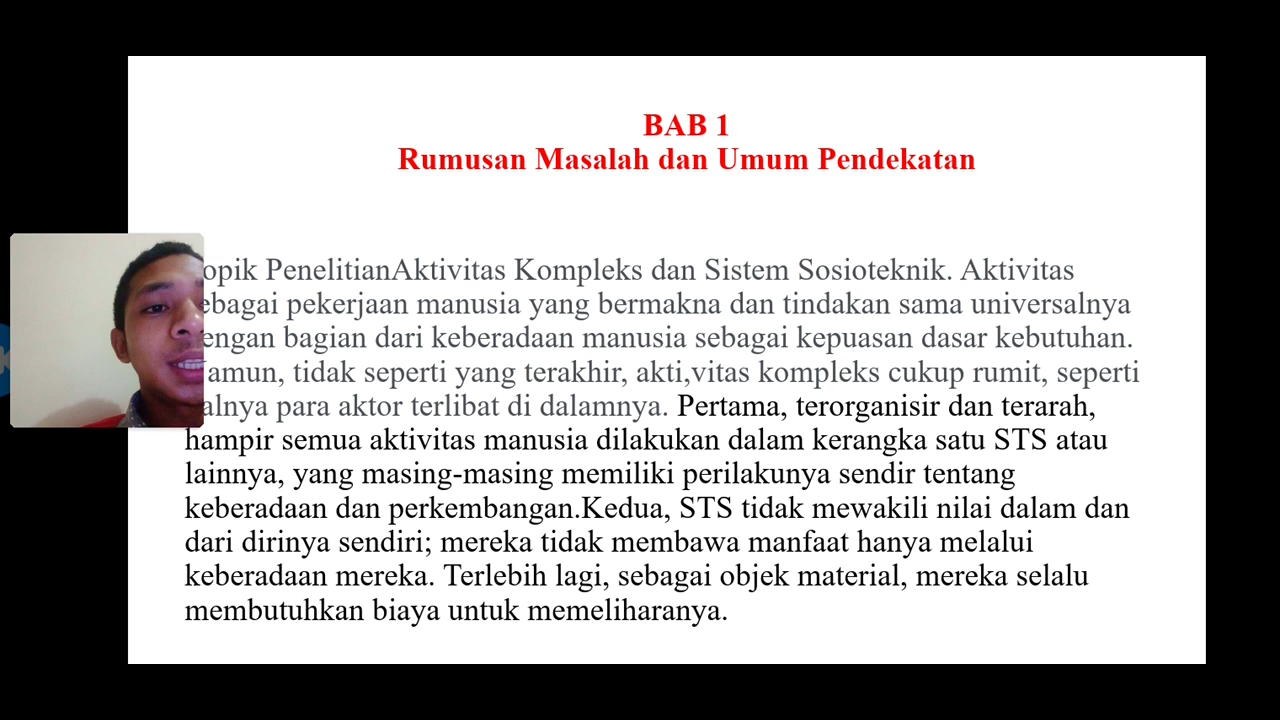 BAB 1
Rumusan Masalah dan Umum Pendekatan
opik PenelitianAktivitas Kompleks dan Sistem Sosioteknik. Aktivitas
ebagai pekerjaan manusia yang bermakna dan tindakan sama universalnya
engan bagian dari keberadaan manusia sebagai kepuasan dasar kebutuhan.
amun, tidak seperti yang terakhir, akti,vitas kompleks cukup rumit, seperti
alnya para aktor terlibat di dalamnya. Pertama, terorganisir dan terarah,
hampir semua aktivitas manusia dilakukan dalam kerangka satu STS atau
lainnya, yang masing-masing memiliki perilakunya sendir tentang
keberadaan dan perkembangan.Kedua, STS tidak mewakili nilai dalam dan
dari dirinya sendiri; mereka tidak membawa manfaat hanya melalui
keberadaan mereka. Terlebih lagi, sebagai objek material, mereka selalu
membutuhkan biaya untuk memeliharanya.